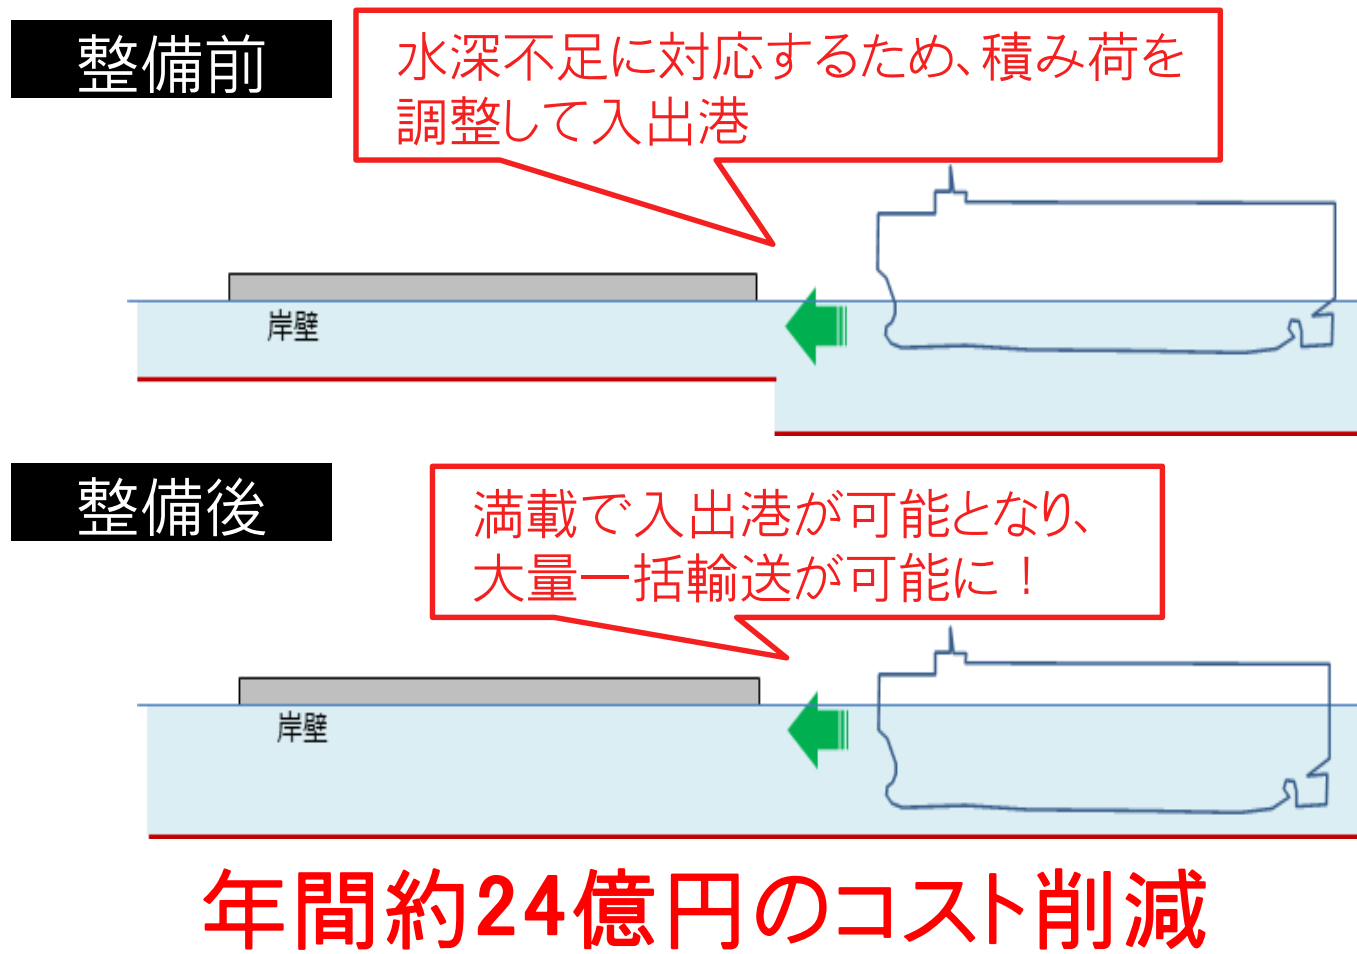 整備前
水深不足に対応するため、積み荷を
調整して入出港
岸壁
整備後
満載で入出港が可能となり、
大量一括輸送が可能に！
岸壁
年間約24億円のコスト削減